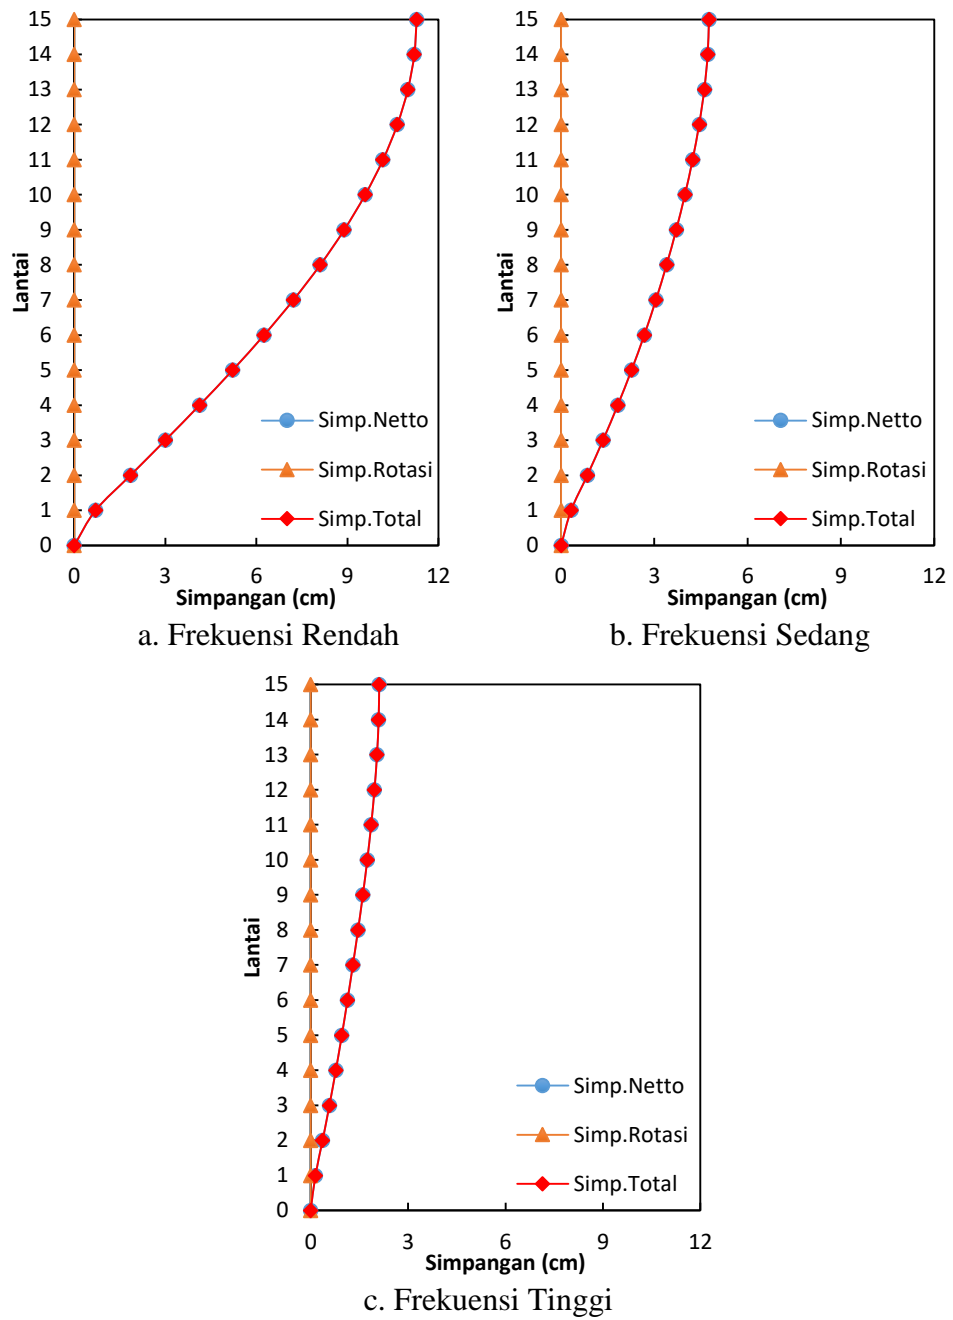 15
14
13
12
11
10
9
8
7
6
5
4
3
2
1
0
Lantai
Simp.Netto
Simp.Rotasi
Simp.Total
0 3 6 9 12
Simpangan (cm)
a. Frekuensi Rendah
15
14
13
12
11
10
9
8
7
6
5
4
3
2
1
0
Lantai
Simp.Netto
Simp.Rotasi
Simp.Total
0 3 6 9 12
Simpangan (cm)
b. Frekuensi Sedang
15
14
13
12
11
10
9
8
7
6
5
4
3
2
1
0
Lantai
Simp.Netto
Simp.Rotasi
Simp.Total
0 3 6 9 12
Simpangan (cm)
c. Frekuensi Tinggi